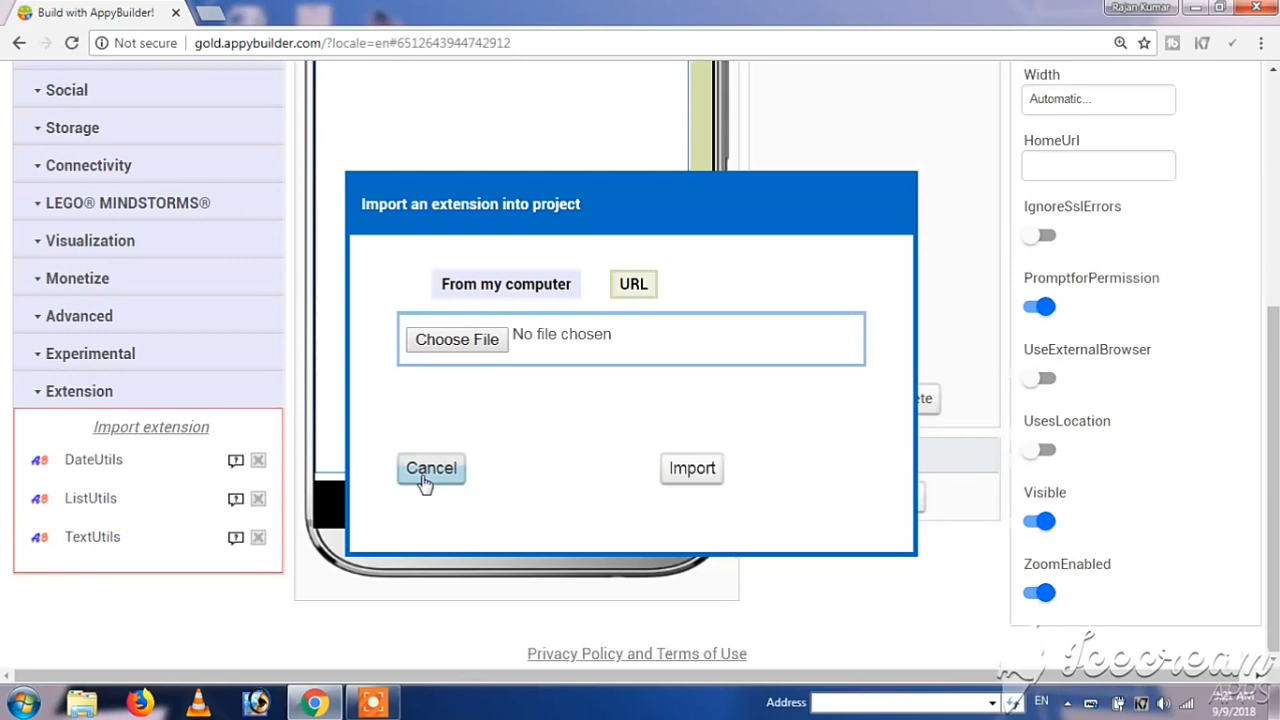 Build with AppyBuilder!
Rajan Kumar
Not secure
gold.appybuilder.com/?locale=en#6512643944742912
Social
Storage
Connectivity
LEGO® MINDSTORMS®
Visualization
Monetize
Advanced
Experimental
Extension
Import extension
DateUtils
ListUtils
TextUtils
Import an extension into project
From my computer
URL
Choose File
No file chosen
Cancel
Import
ete
Width
Automatic...
HomeUrl
IgnoreSslErrors
PromptforPermission
UseExternalBrowser
UsesLocation
Visible
ZoomEnabled
Privacy Policy and Terms of Use
Icecream
APPS
Address
EN
9/9/2018